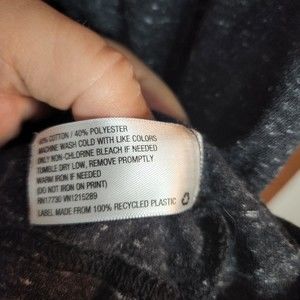 60% COTTON / 40% POLYESTER
MACHINE WASH COLD WITH LIKE COLORS
ONLY NON-CHLORINE BLEACH IF NEEDED
TUMBLE DRY LOW, REMOVE PROMPTLY
WARM IRON IF NEEDED
(DO NOT IRON ON PRINT)
RN17730 VN1215289
LABEL MADE FROM 100% RECYCLED PLASTIC